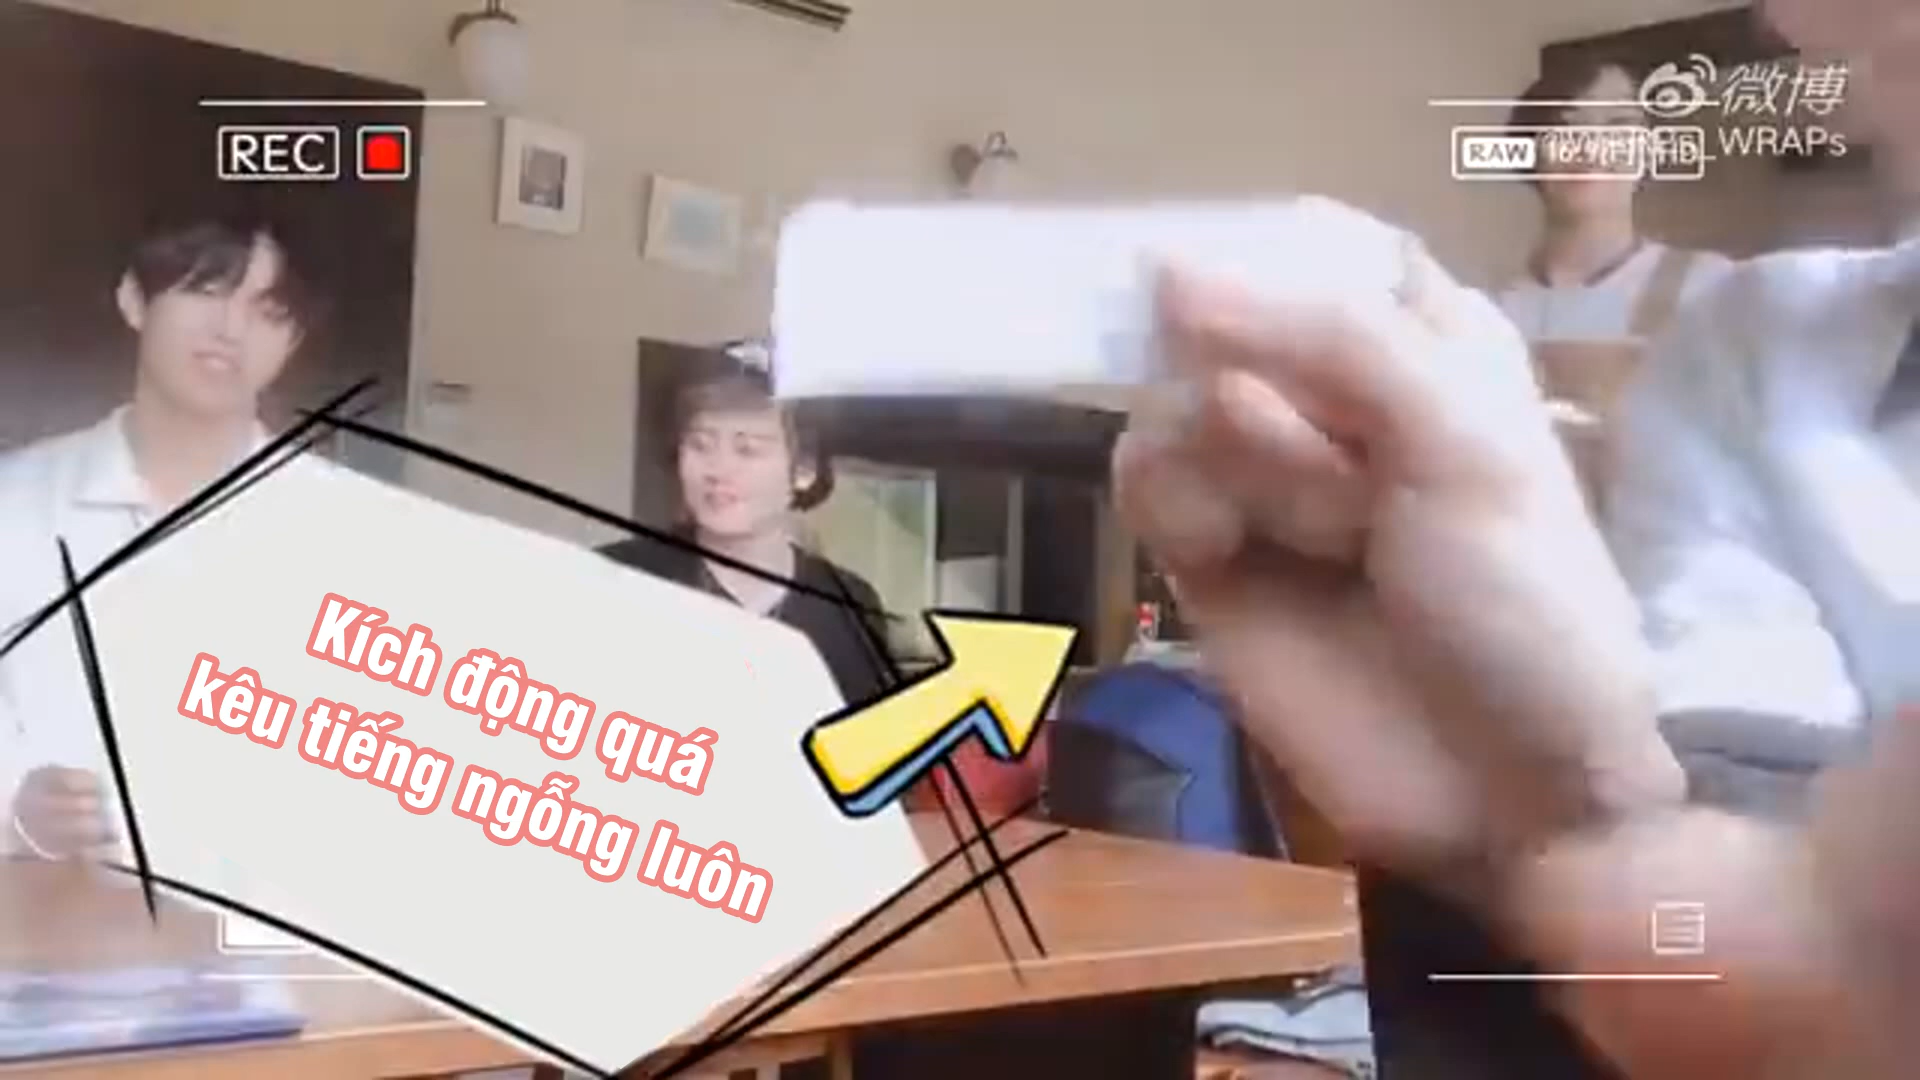 REC
微博
RAW
HD
WRAPs
Kích động quá
kêu tiếng ngỗng luôn